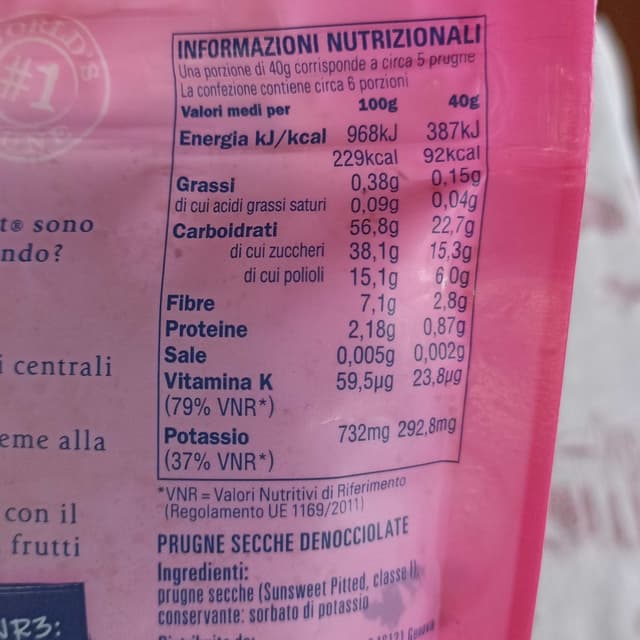 WORLD'S
#1
INFORMAZIONI NUTRIZIONALI
Una porzione di 40g corrisponde a circa 5 prugne
La confezione contiene circa 6 porzioni
Valori medi per 100g 40g
Energia kJ/kcal 968kJ 387kJ
229kcal 92kcal
Grassi 0,38g 0,15g
di cui acidi grassi saturi 0,09g 0,04g
Carboidrati 56,8g 22,7g
di cui zuccheri 38,1g 15,3g
di cui polioli 15,1g 6,0g
Fibre 7,1g 2,8g
Proteine 2,18g 0,87g
Sale 0,005g 0,002g
Vitamina K 59,5µg 23,8µg
(79% VNR*)
Potassio 732mg 292,8mg
(37% VNR*)
*VNR = Valori Nutritivi di Riferimento
(Regolamento UE 1169/2011)
PRUGNE SECCHE DENOCCIOLATE
Ingredienti:
prugne secche (Sunsweet Pitted, classe I),
conservante: sorbato di potassio
t® sono
ndo?
i centrali
eme alla
con il
frutti